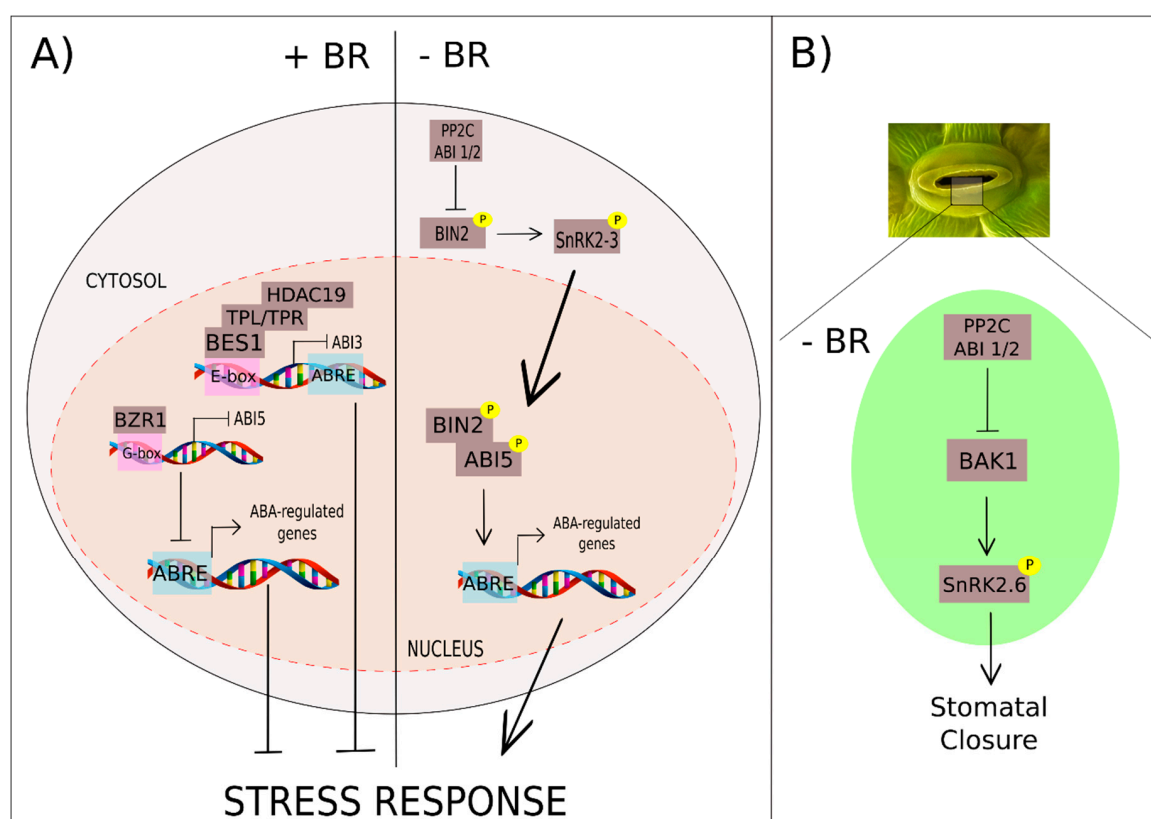 A)
+ BR
- BR
PP2C
ABI 1/2
BIN2
P
SnRK2-3
P
CYTOSOL
HDAC19
TPL/TPR
BES1
ABI3
E-box
ABRE
BZR1
ABI5
G-box
ABA-regulated
genes
ABRE
BIN2
P
ABI5
P
ABA-regulated
genes
ABRE
NUCLEUS
STRESS RESPONSE
B)
- BR
PP2C
ABI 1/2
BAK1
SnRK2.6
P
Stomatal
Closure